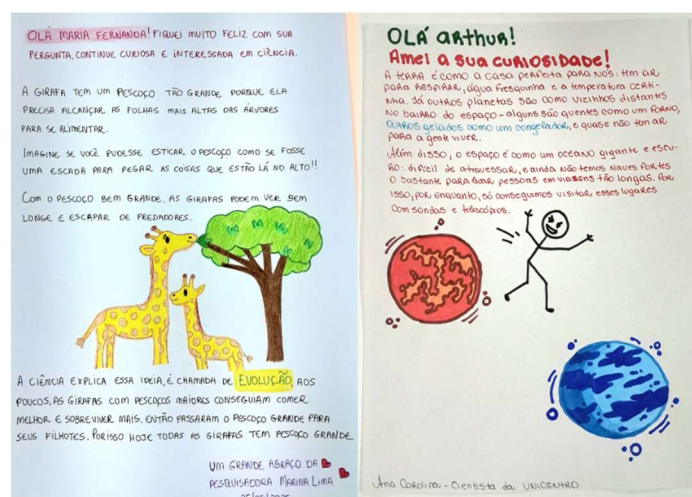 OLÁ MARIA FERNANDA! FIQUEI MUITO FELIZ COM SUA
PERGUNTA, CONTINUE CURIOSA E INTERESSADA EM CIÊNCIA.
A GIRAFA TEM UM PESCOÇO TÃO GRANDE PORQUE ELA
PRECISA ALCANÇAR AS FOLHAS MAIS ALTAS DAS ÁRVORES
PARA SE ALIMENTAR.
IMAGINE SE VOCÊ PUDESSE ESTICAR O PESCOÇO COMO SE FOSSE
UMA ESCADA PARA PEGAR AS COISAS QUE ESTÃO LÁ NO ALTO!!
COM O PESCOÇO BEM GRANDE, AS GIRAFAS PODEM VER BEM
LONGE E ESCAPAR DE PREDADORES.
A CIÊNCIA EXPLICA ESSA IDEIA, É CHAMADA DE EVOLUÇÃO, AOS
POUCOS, AS GIRAFAS COM PESCOÇOS MAIORES CONSEGUIAM COMER
MELHOR E SOBREVIVER MAIS. ENTÃO PASSARAM O PESCOÇO GRANDE PARA
SEUS FILHOTES. POR ISSO HOJE TODAS AS GIRAFAS TEM PESCOÇO GRANDE.
UM GRANDE ABRAÇO DA
PESQUISADORA MARINA LIMA
OLÁ ARTHUR!
Amei a sua curiosidade!
A TERRA É COMO A CASA PERFEITA PARA NÓS: TEM AR
PARA RESPIRAR, ÁGUA FRESQUINHA E A TEMPERATURA CERTI-
NHA. JÁ OUTROS PLANETAS SÃO COMO VIZINHOS DISTANTES
NO BAIRRO DO ESPAÇO - ALGUNS SÃO QUENTES COMO UM FORNO,
OUTROS GELADOS COMO UM CONGELADOR, E QUASE NÃO TEM AR
PARA A GENTE VIVER.
Além disso, o espaço é como um oceano gigante e escu-
ro: difícil de atravessar, e ainda não temos naves fortes
o bastante para levar pessoas em viagens tão longas. Por
isso, por enquanto, só conseguimos visitar esses lugares
com sondas e telescópios.
Ana Carolina - Cientista da UNICENTRO